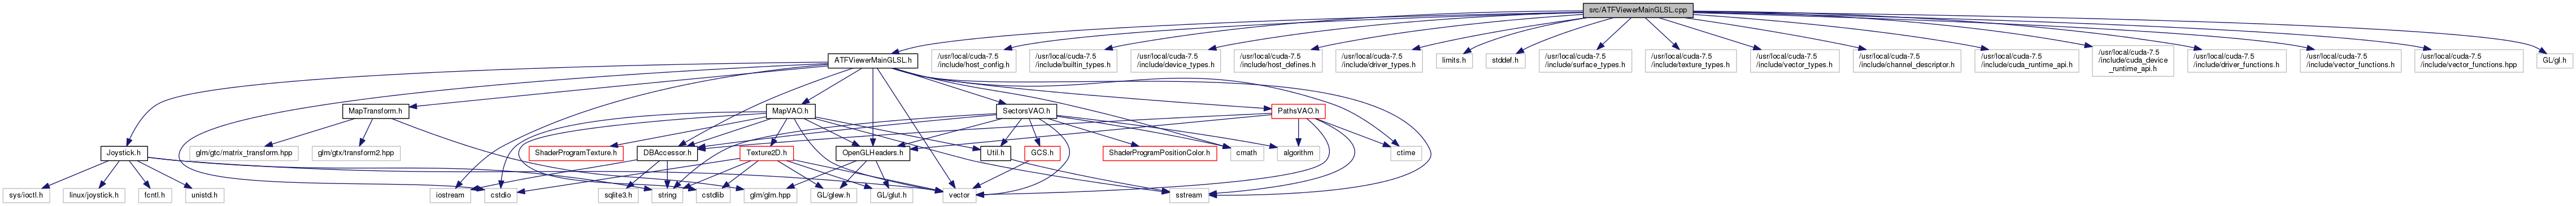 src/ATFViewerMainGLSL.cpp
ATFViewerMainGLSL.h
/usr/local/cuda-7.5
/include/host_config.h
/usr/local/cuda-7.5
/include/builtin_types.h
/usr/local/cuda-7.5
/include/device_types.h
/usr/local/cuda-7.5
/include/host_defines.h
/usr/local/cuda-7.5
/include/driver_types.h
limits.h
stddef.h
/usr/local/cuda-7.5
/include/surface_types.h
/usr/local/cuda-7.5
/include/texture_types.h
/usr/local/cuda-7.5
/include/vector_types.h
/usr/local/cuda-7.5
/include/channel_descriptor.h
/usr/local/cuda-7.5
/include/cuda_runtime_api.h
/usr/local/cuda-7.5
/include/cuda_device
_runtime_api.h
/usr/local/cuda-7.5
/include/driver_functions.h
/usr/local/cuda-7.5
/include/vector_functions.h
/usr/local/cuda-7.5
/include/vector_functions.hpp
GL/gl.h
MapTransform.h
MapVAO.h
SectorsVAO.h
PathsVAO.h
Joystick.h
glm/gtc/matrix_transform.hpp
glm/gtx/transform2.hpp
ShaderProgramTexture.h
DBAccessor.h
Texture2D.h
OpenGLHeaders.h
Util.h
GCS.h
ShaderProgramPositionColor.h
cmath
algorithm
ctime
sys/ioctl.h
linux/joystick.h
fcntl.h
unistd.h
iostream
cstdio
sqlite3.h
string
cstdlib
glm/glm.hpp
GL/glew.h
GL/glut.h
vector
sstream